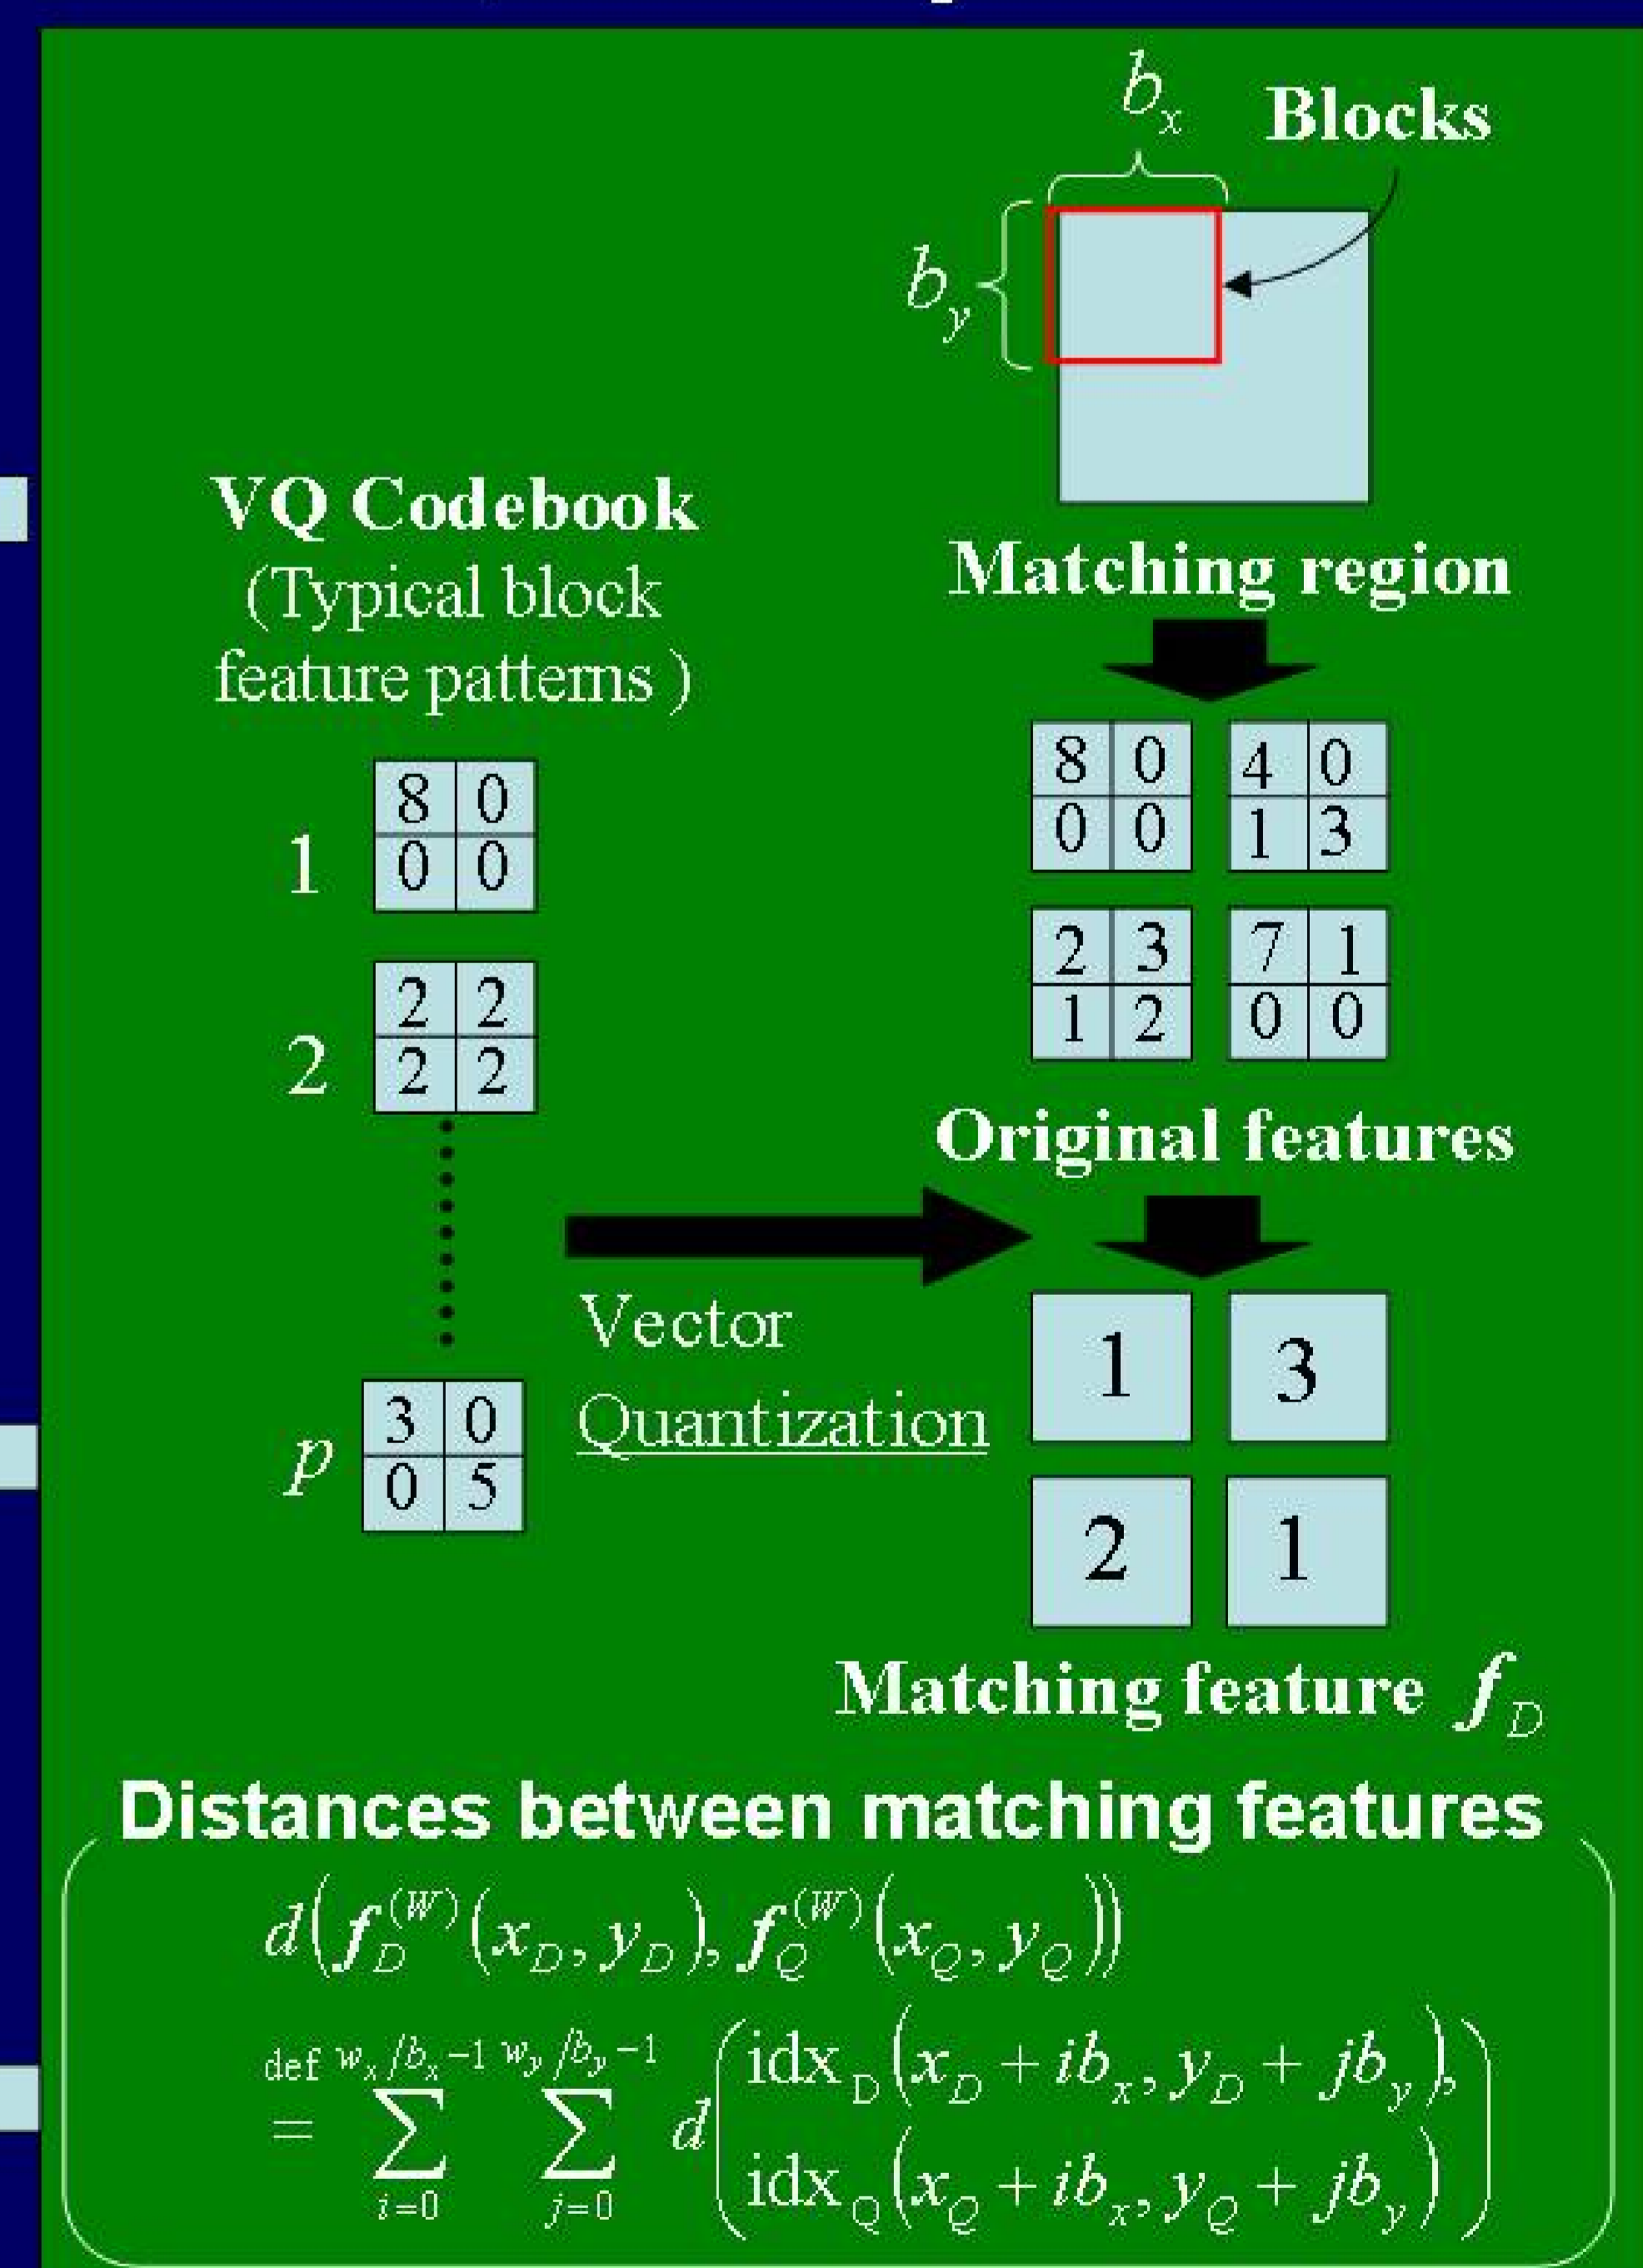 b_x Blocks
b_y
VQ Codebook
(Typical block
feature patterns )
Matching region
1
8 0
0 0
2
2 2
2 2
p
3 0
0 5
8 0 4 0
0 0 1 3
2 3 7 1
1 2 0 0
Original features
Vector
Quantization
1 3
2 1
Matching feature f_D
Distances between matching features
d(f_D^(W)(x_D, y_D), f_Q^(W)(x_Q, y_Q))
def = ∑_{i=0}^{w_x/b_x−1} ∑_{j=0}^{w_y/b_y−1} d(idx_D(x_D + ib_x, y_D + jb_y),
idx_Q(x_Q + ib_x, y_Q + jb_y))